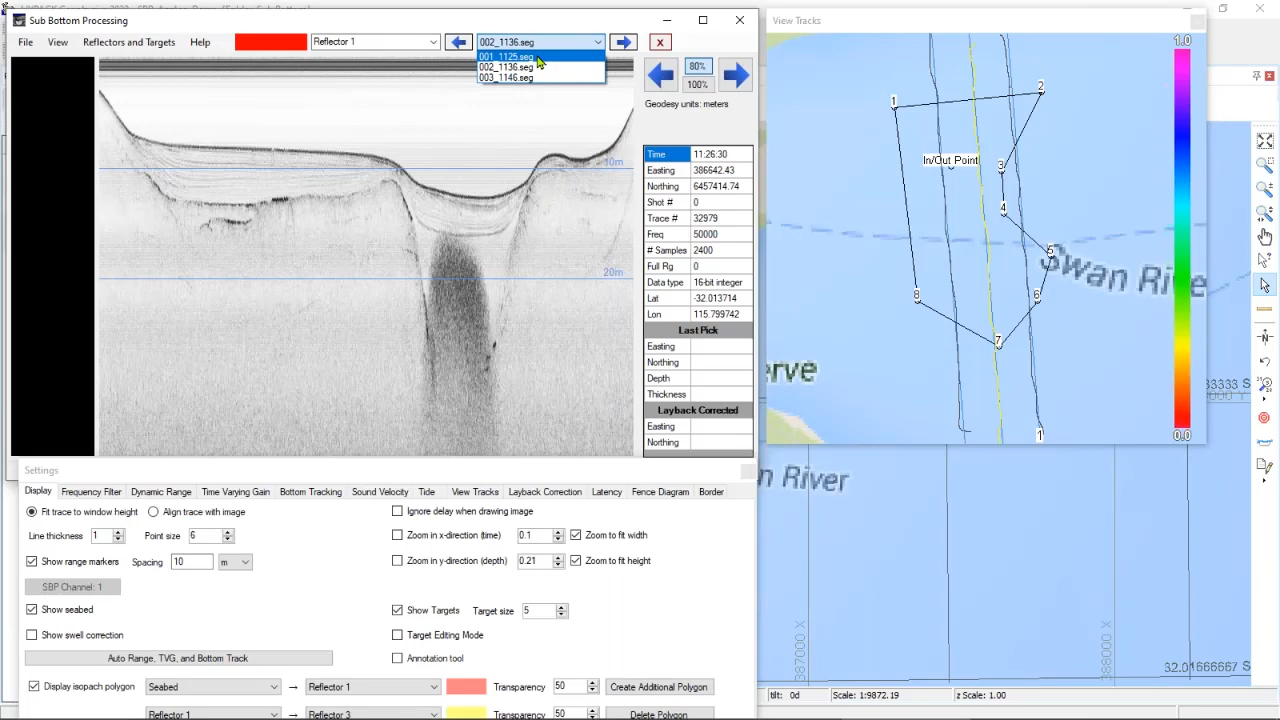 Sub Bottom Processing
File View Reflectors and Targets Help
Reflector 1
002_1136.seg
001_1125.seg
002_1136.seg
003_1146.seg
x
80%
100%
Geodesy units: meters
10m
20m
Time 11:26:30
Easting 386642.43
Northing 6457414.74
Shot # 0
Trace # 32979
Freq 50000
# Samples 2400
Full Rg 0
Data type 16-bit integer
Lat -32.013714
Lon 115.799742
Last Pick
Easting
Northing
Depth
Thickness
Layback Corrected
Easting
Northing
View Tracks
1.0
1
2
In/Out Point
3
4
5
Swan River
6
8
7
erve
1
0.0
33333 S
Settings
Display Frequency Filter Dynamic Range Time Varying Gain Bottom Tracking Sound Velocity Tide View Tracks Layback Correction Latency Fence Diagram Border
Fit trace to window height Align trace with image
Ignore delay when drawing image
Line thickness 1 Point size 6
Zoom in x-direction (time) 0.1 Zoom to fit width
Show range markers Spacing 10 m
Zoom in y-direction (depth) 0.21 Zoom to fit height
SBP Channel: 1
Show seabed
Show Targets Target size 5
Show swell correction
Target Editing Mode
Auto Range, TVG, and Bottom Track
Annotation tool
Display isopach polygon Seabed → Reflector 1 Transparency 50 Create Additional Polygon
Reflector 1 → Reflector 3 Transparency 50 Delete Polygon
n River
387000 X
388000 X
32.01666667 S
tilt: 0d
Scale: 1:9872.19
z Scale: 1.00